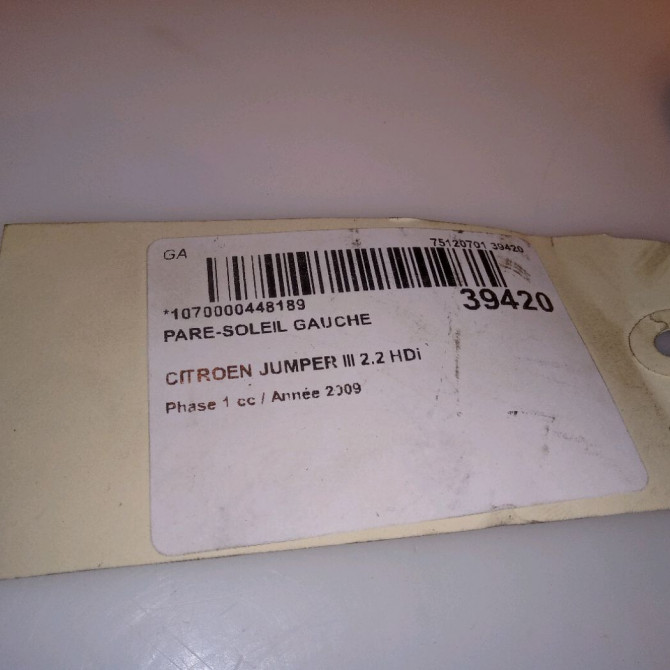 GA
75120701 39420
*1070000448189
39420
PARE-SOLEIL GAUCHE
CITROEN JUMPER III 2.2 HDi
Phase 1 cc / Année 2009